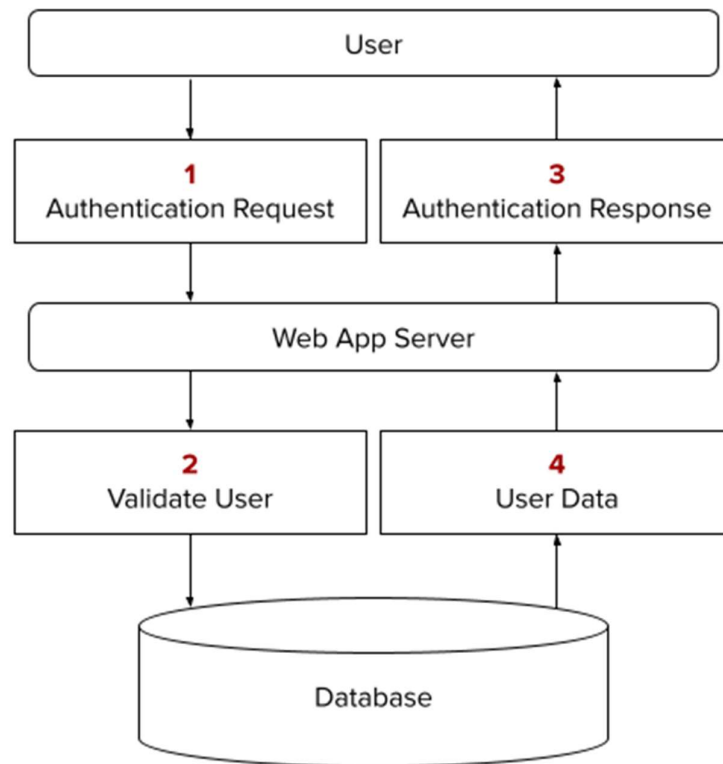 User
1
Authentication Request
3
Authentication Response
Web App Server
2
Validate User
4
User Data
Database